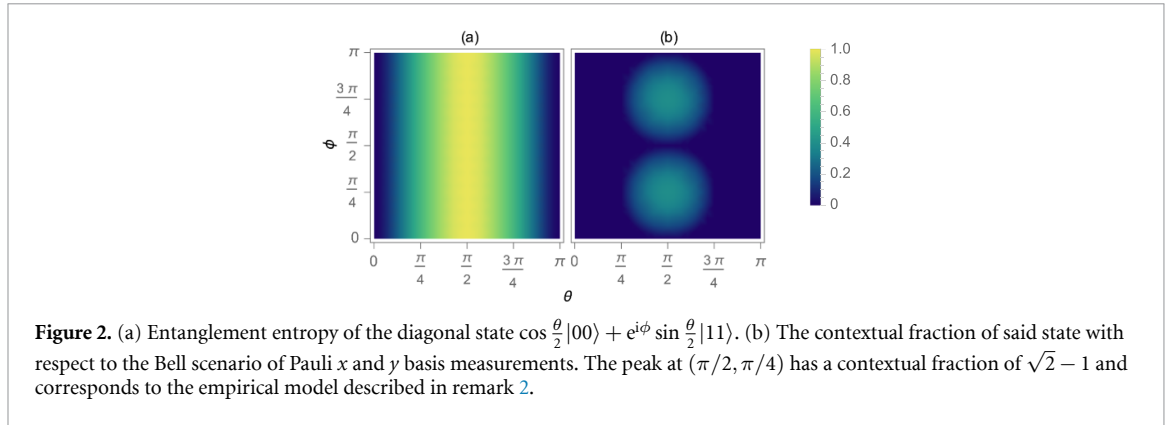 (a) (b)
π
3π/4
π/2
π/4
0
ϕ
0 π/4 π/2 3π/4 π 0 π/4 π/2 3π/4 π
θ
1.0
0.8
0.6
0.4
0.2
0
Figure 2. (a) Entanglement entropy of the diagonal state cos θ/2 |00⟩ + e^{iϕ} sin θ/2 |11⟩. (b) The contextual fraction of said state with
respect to the Bell scenario of Pauli x and y basis measurements. The peak at (π/2, π/4) has a contextual fraction of √2 − 1 and
corresponds to the empirical model described in remark 2.